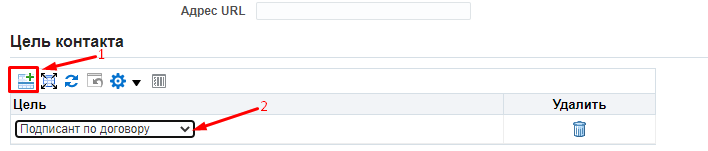 Адрес URL
Цель контакта
1
Цель Удалить
Подписант по договору
2